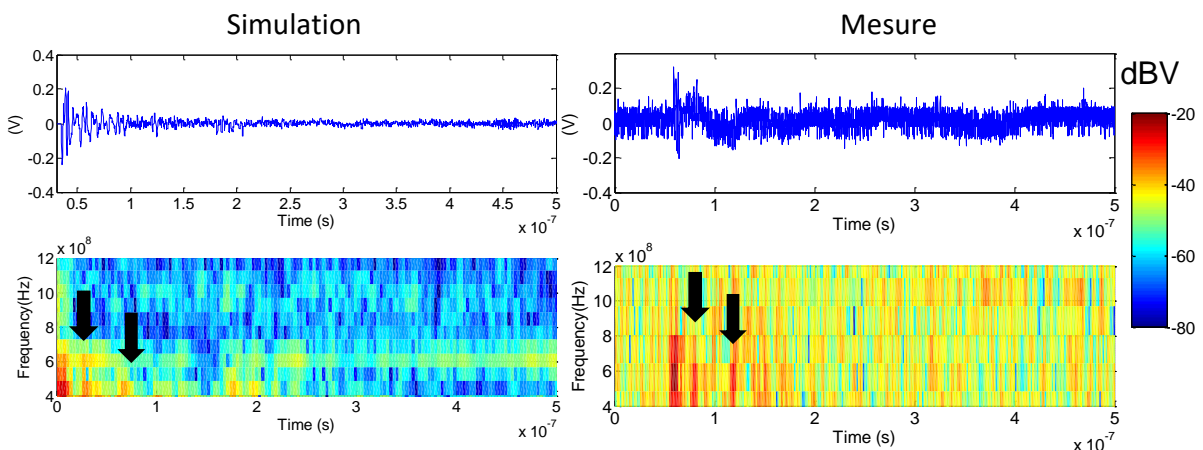 Simulation
Mesure
0.4
0.2
0
-0.2
-0.4
(V)
0.5 1 1.5 2 2.5 3 3.5 4 4.5 5
Time (s)
x 10⁻⁷
0.4
0.2
0
-0.2
-0.4
(V)
0 1 2 3 4 5
Time (s)
x 10⁻⁷
dBV
-20
-40
-60
-80
x 10⁸
12
10
8
6
4
Frequency(Hz)
0 1 2 3 4 5
Time (s)
x 10⁻⁷
x 10⁸
12
10
8
6
4
Frequency(Hz)
0 1 2 3 4 5
Time (s)
x 10⁻⁷